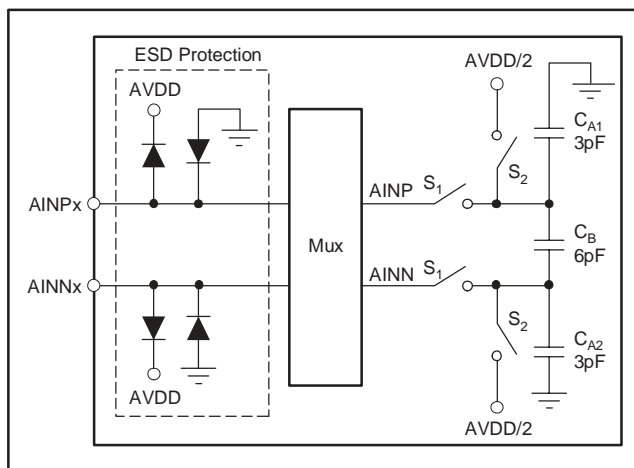 ESD Protection
AVDD
AVDD/2
C_A1
3pF
S_2
AINPx
AINP
S_1
Mux
C_B
6pF
AINNx
AINN
S_1
S_2
C_A2
3pF
AVDD
AVDD/2